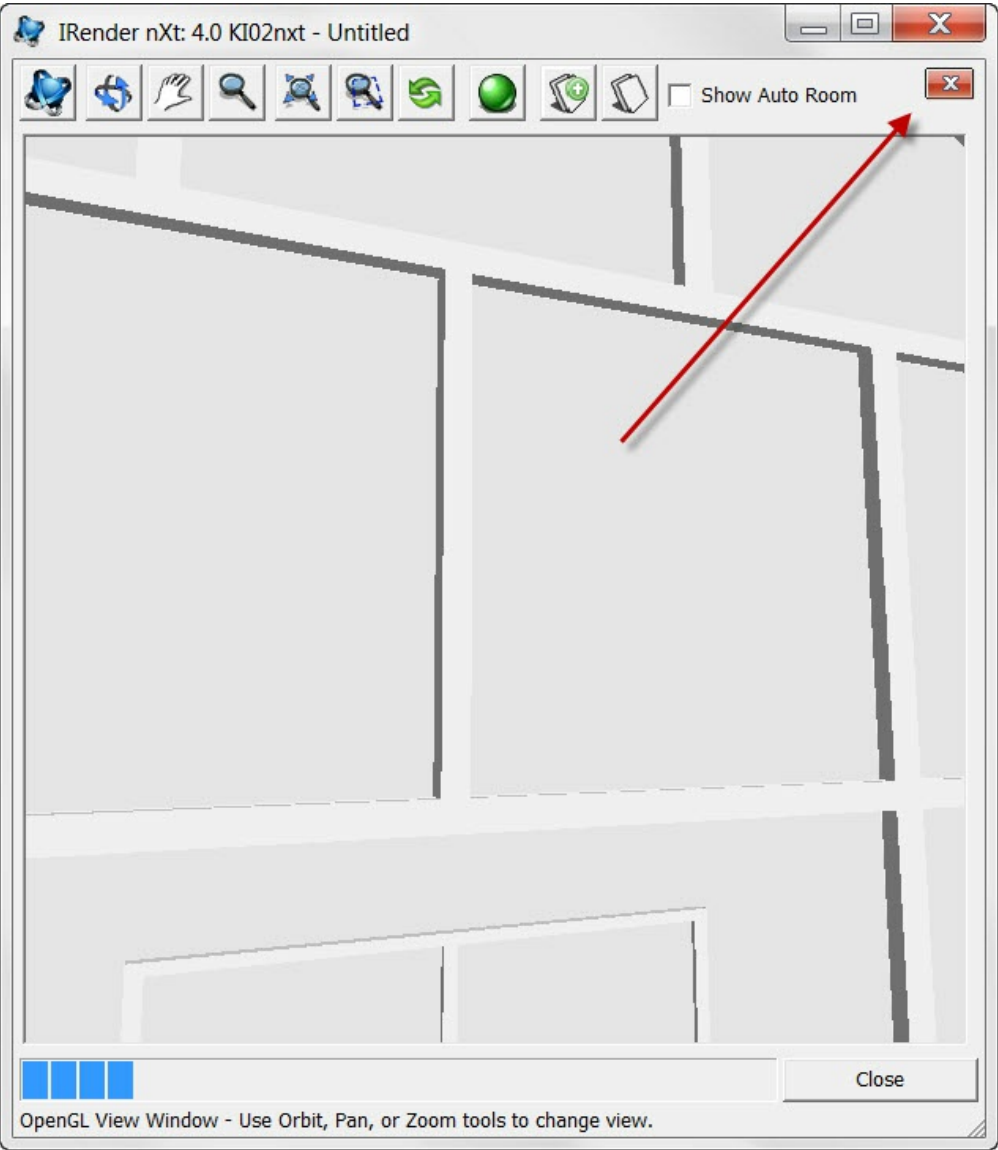 IRender nXt: 4.0 KI02nxt - Untitled
Show Auto Room
Close
OpenGL View Window - Use Orbit, Pan, or Zoom tools to change view.